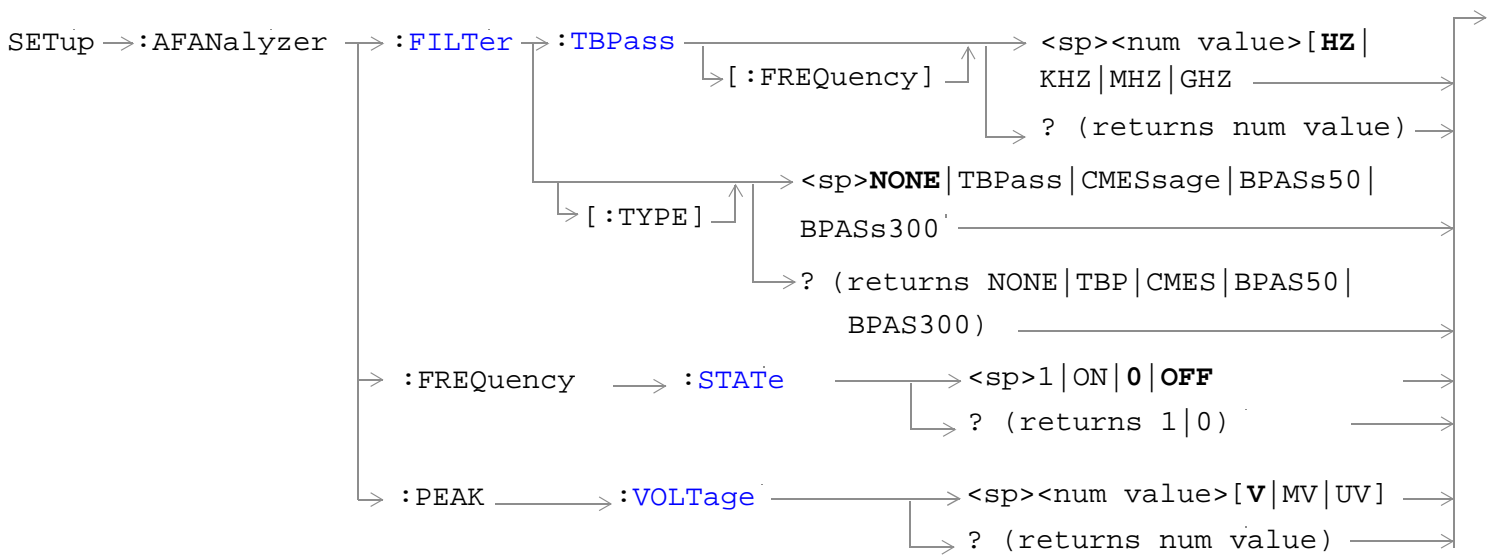 SETup :AFANalyzer :FILTer :TBPass <sp><num value>[HZ|
[:FREQuency] KHZ|MHZ|GHZ
? (returns num value)
<sp>NONE|TBPass|CMESsage|BPASs50|
[:TYPE] BPASs300
? (returns NONE|TBP|CMES|BPAS50|
BPAS300)
:FREQuency :STATe <sp>1|ON|0|OFF
? (returns 1|0)
:PEAK :VOLTage <sp><num value>[V|MV|UV]
? (returns num value)